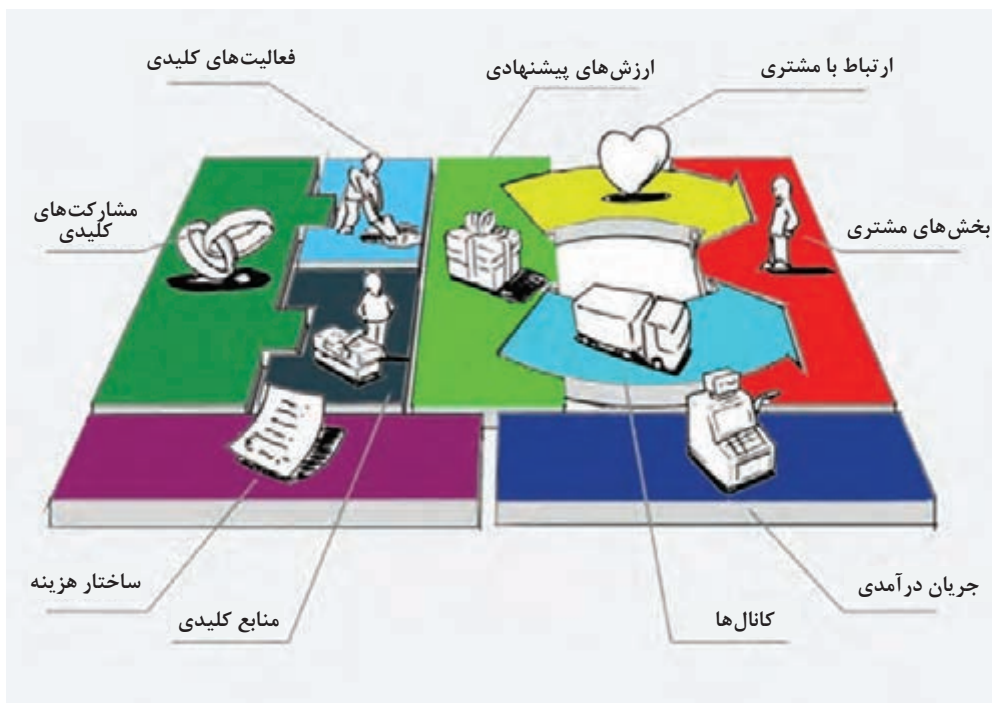 فعالیت‌های کلیدی
ارزش‌های پیشنهادی
ارتباط با مشتری
مشارکت‌های
کلیدی
بخش‌های مشتری
ساختار هزینه
منابع کلیدی
کانال‌ها
جریان درآمدی